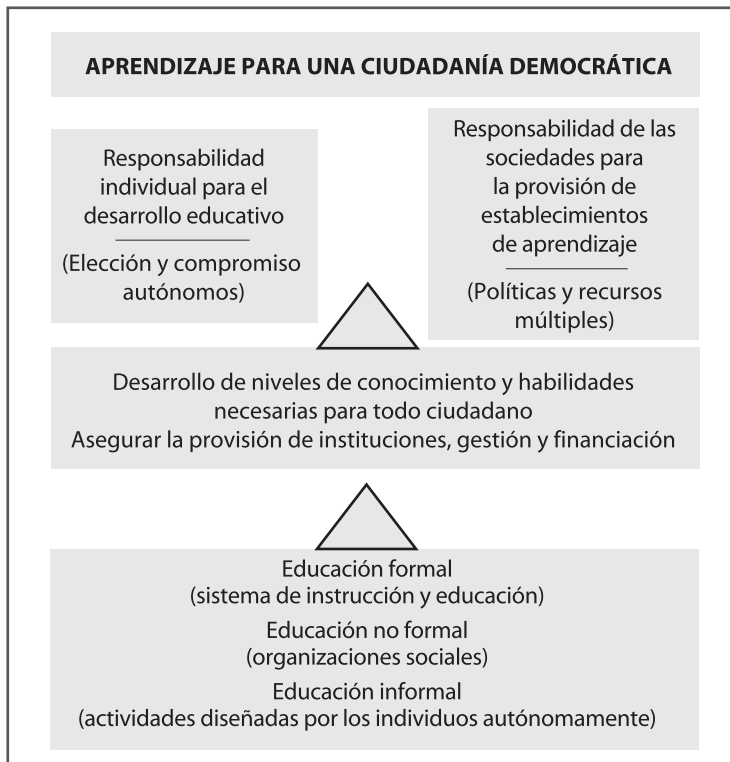 APRENDIZAJE PARA UNA CIUDADANÍA DEMOCRÁTICA
Responsabilidad
individual para el
desarrollo educativo
(Elección y compromiso
autónomos)
Responsabilidad de las
sociedades para
la provisión de
establecimientos
de aprendizaje
(Políticas y recursos
múltiples)
Desarrollo de niveles de conocimiento y habilidades
necesarias para todo ciudadano
Asegurar la provisión de instituciones, gestión y financiación
Educación formal
(sistema de instrucción y educación)
Educación no formal
(organizaciones sociales)
Educación informal
(actividades diseñadas por los individuos autónomamente)